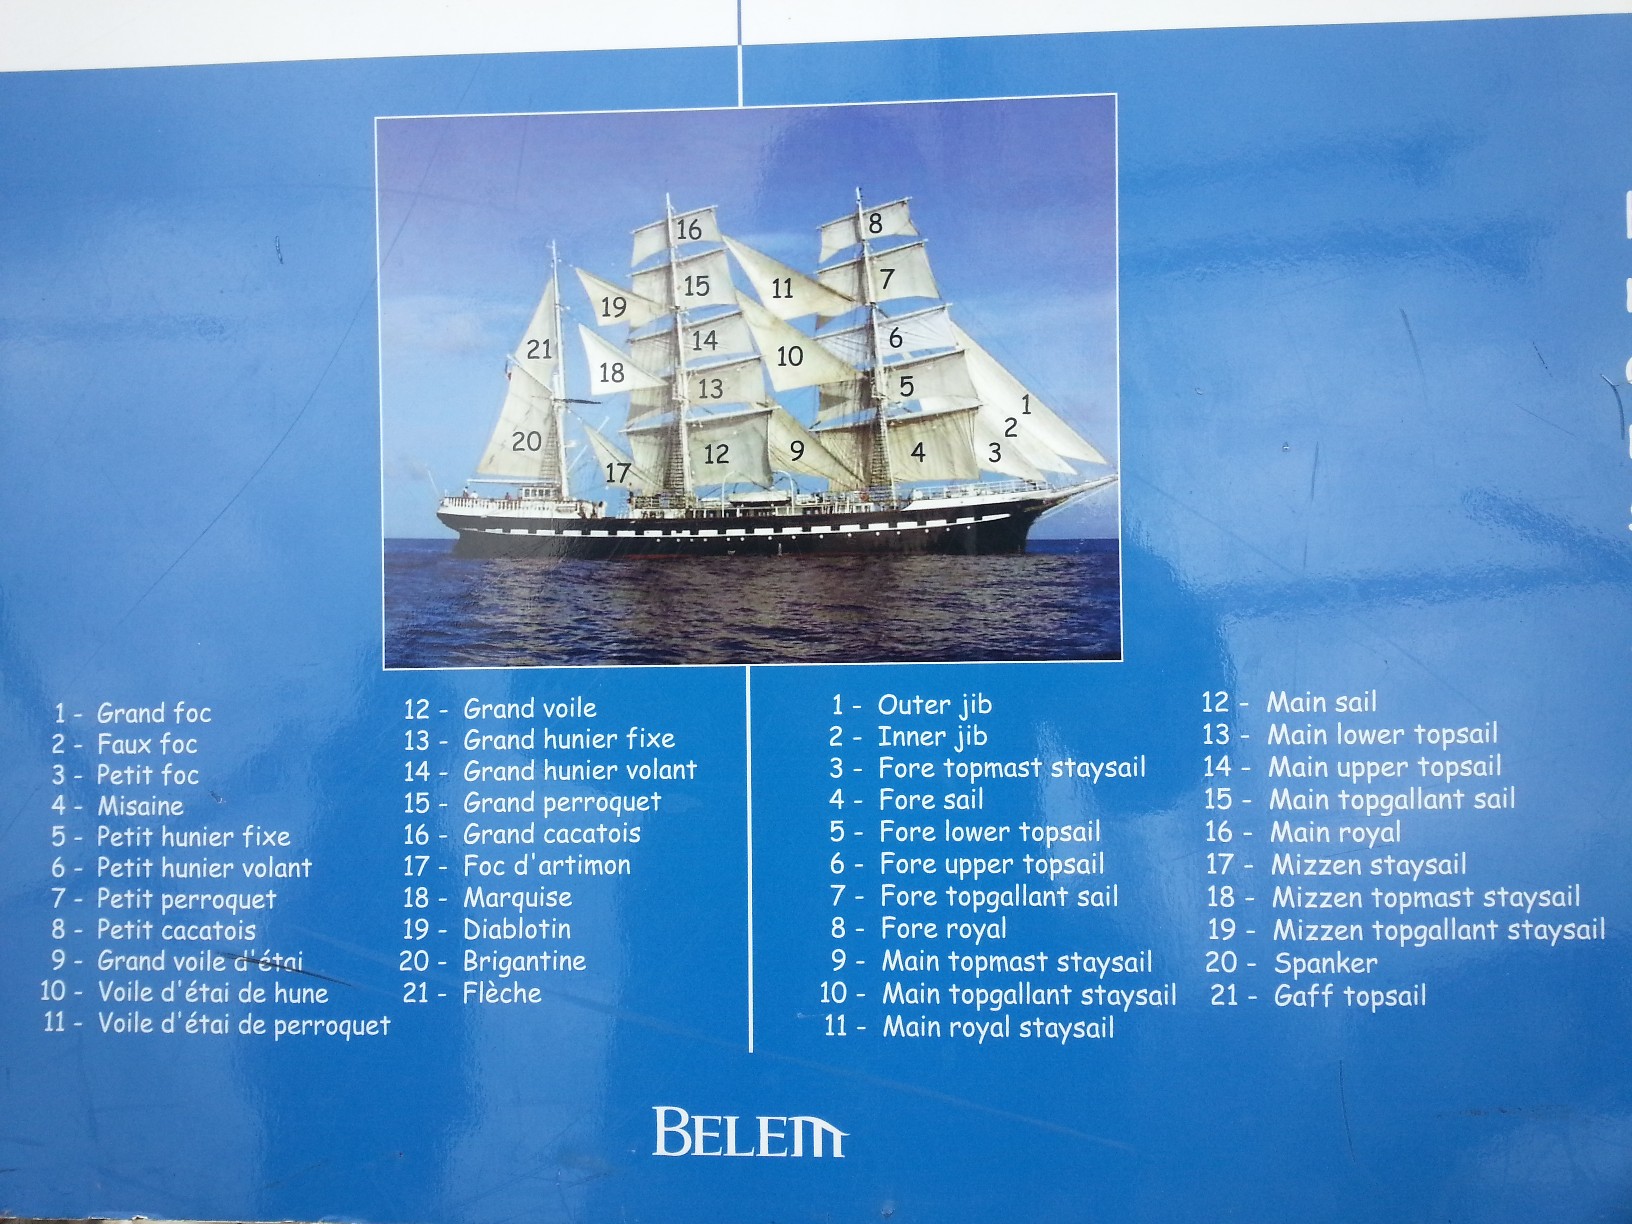 16
8
15
11
7
19
14
6
21
10
18
13
5
1
2
20
12
9
4
3
17
1 - Grand foc
2 - Faux foc
3 - Petit foc
4 - Misaine
5 - Petit hunier fixe
6 - Petit hunier volant
7 - Petit perroquet
8 - Petit cacatois
9 - Grand voile d'étai
10 - Voile d'étai de hune
11 - Voile d'étai de perroquet
12 - Grand voile
13 - Grand hunier fixe
14 - Grand hunier volant
15 - Grand perroquet
16 - Grand cacatois
17 - Foc d'artimon
18 - Marquise
19 - Diablotin
20 - Brigantine
21 - Flèche
1 - Outer jib
2 - Inner jib
3 - Fore topmast staysail
4 - Fore sail
5 - Fore lower topsail
6 - Fore upper topsail
7 - Fore topgallant sail
8 - Fore royal
9 - Main topmast staysail
10 - Main topgallant staysail
11 - Main royal staysail
12 - Main sail
13 - Main lower topsail
14 - Main upper topsail
15 - Main topgallant sail
16 - Main royal
17 - Mizzen staysail
18 - Mizzen topmast staysail
19 - Mizzen topgallant staysail
20 - Spanker
21 - Gaff topsail
BELEM